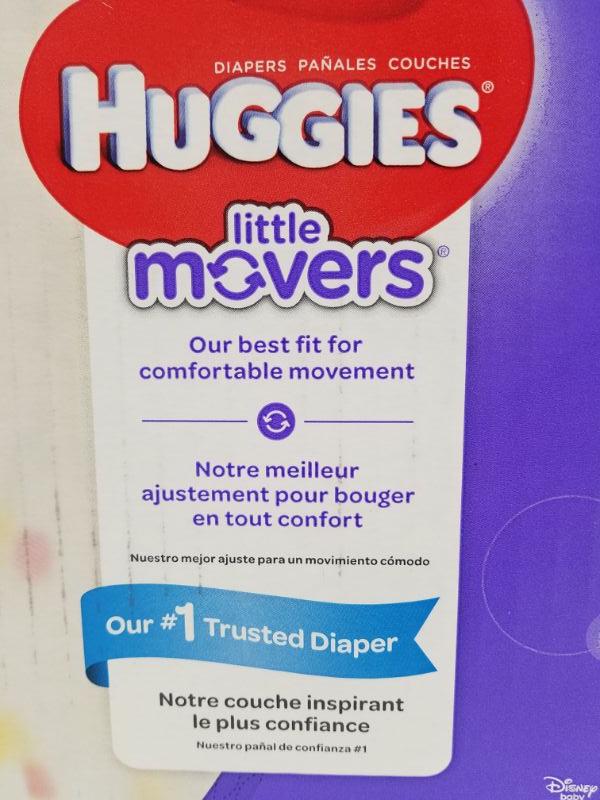 DIAPERS PAÑALES COUCHES
HUGGIES®
little
movers®
Our best fit for
comfortable movement
Notre meilleur
ajustement pour bouger
en tout confort
Nuestro mejor ajuste para un movimiento cómodo
Our #1 Trusted Diaper
Notre couche inspirant
le plus confiance
Nuestro pañal de confianza #1
Disney
baby